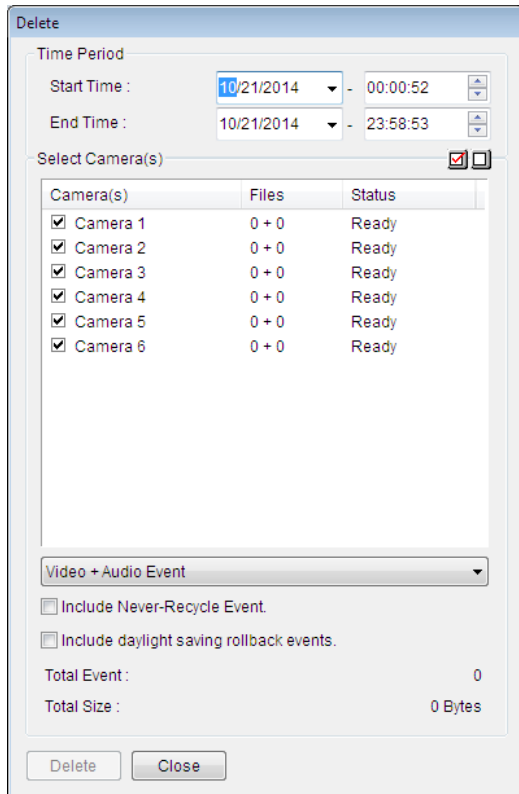 Delete
Time Period
Start Time : 10/21/2014 - 00:00:52
End Time : 10/21/2014 - 23:58:53
Select Camera(s)
Camera(s) Files Status
Camera 1 0 + 0 Ready
Camera 2 0 + 0 Ready
Camera 3 0 + 0 Ready
Camera 4 0 + 0 Ready
Camera 5 0 + 0 Ready
Camera 6 0 + 0 Ready
Video + Audio Event
Include Never-Recycle Event.
Include daylight saving rollback events.
Total Event : 0
Total Size : 0 Bytes
Delete Close